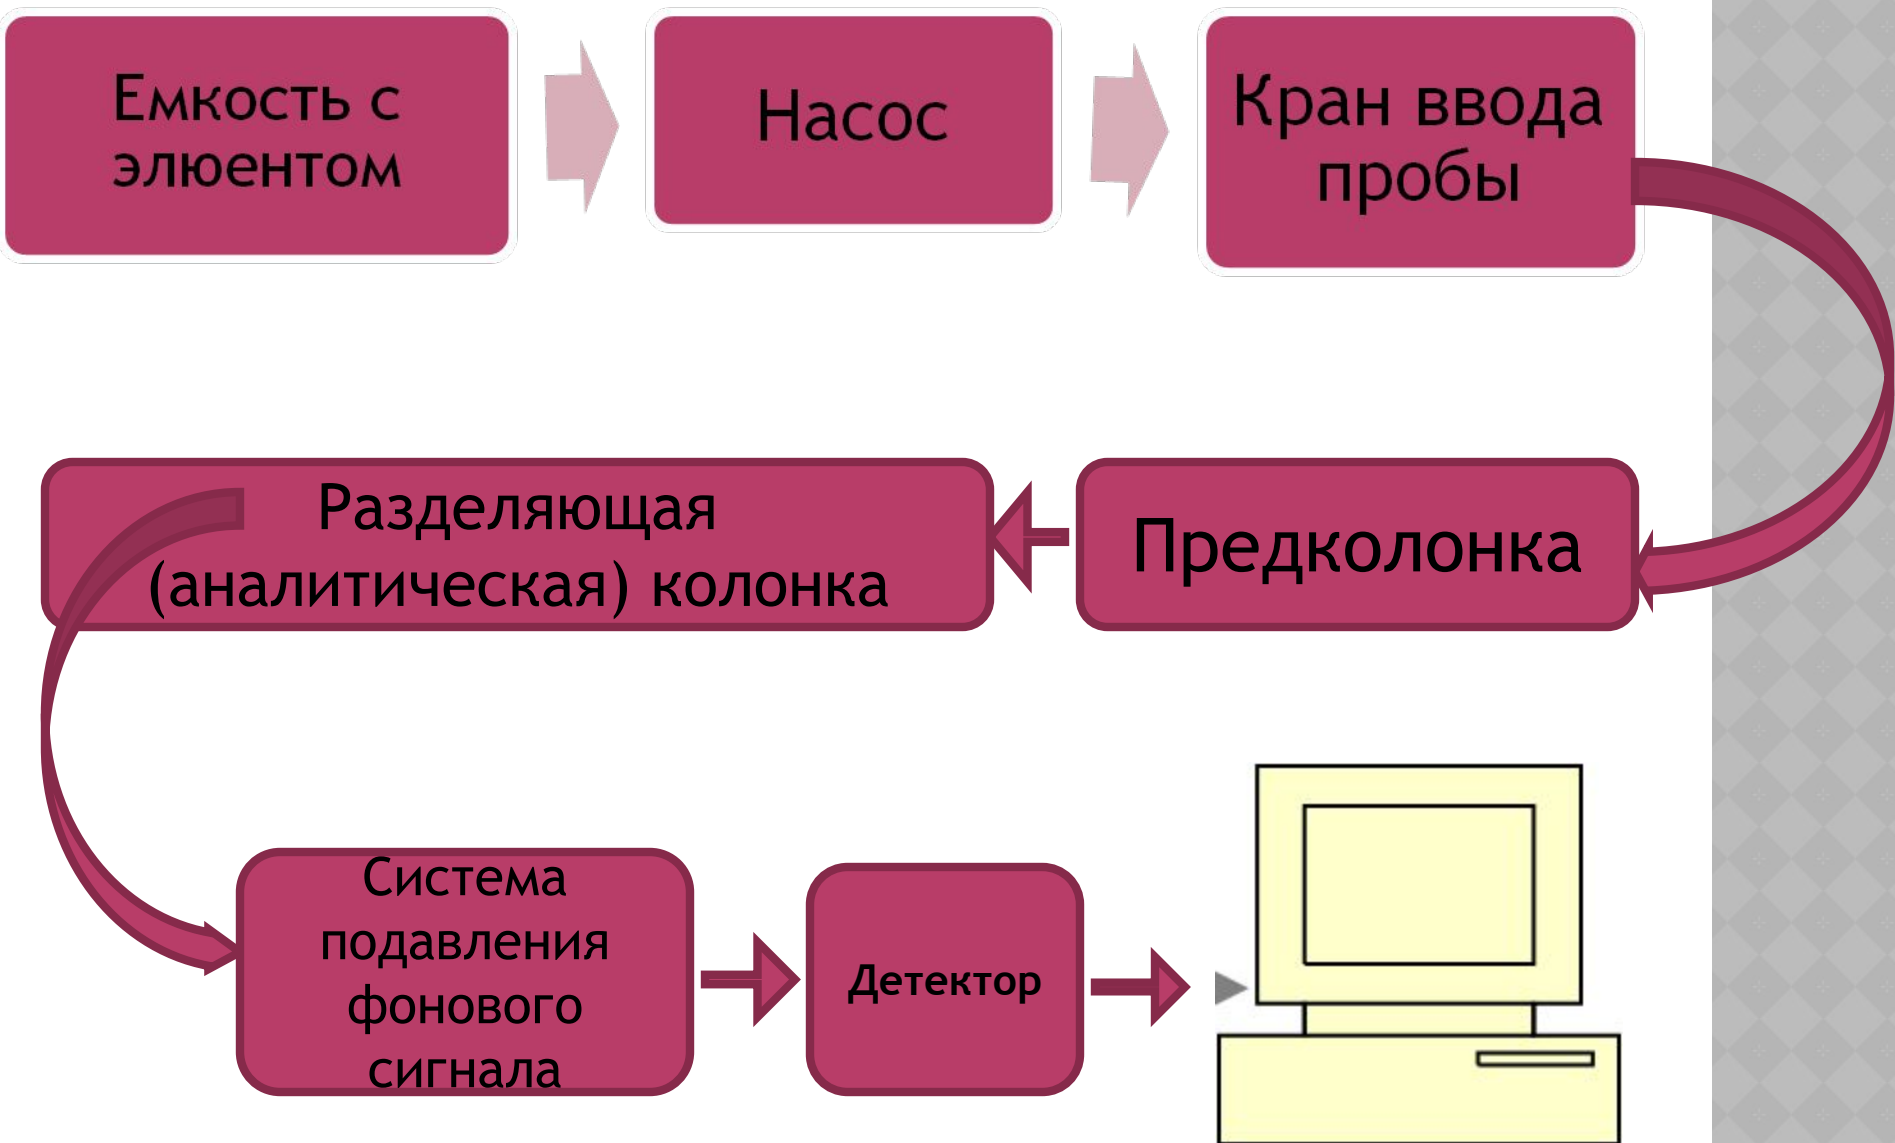 Емкость с
элюентом
Насос
Кран ввода
пробы
Предколонка
Разделяющая
(аналитическая) колонка
Система
подавления
фонового
сигнала
Детектор